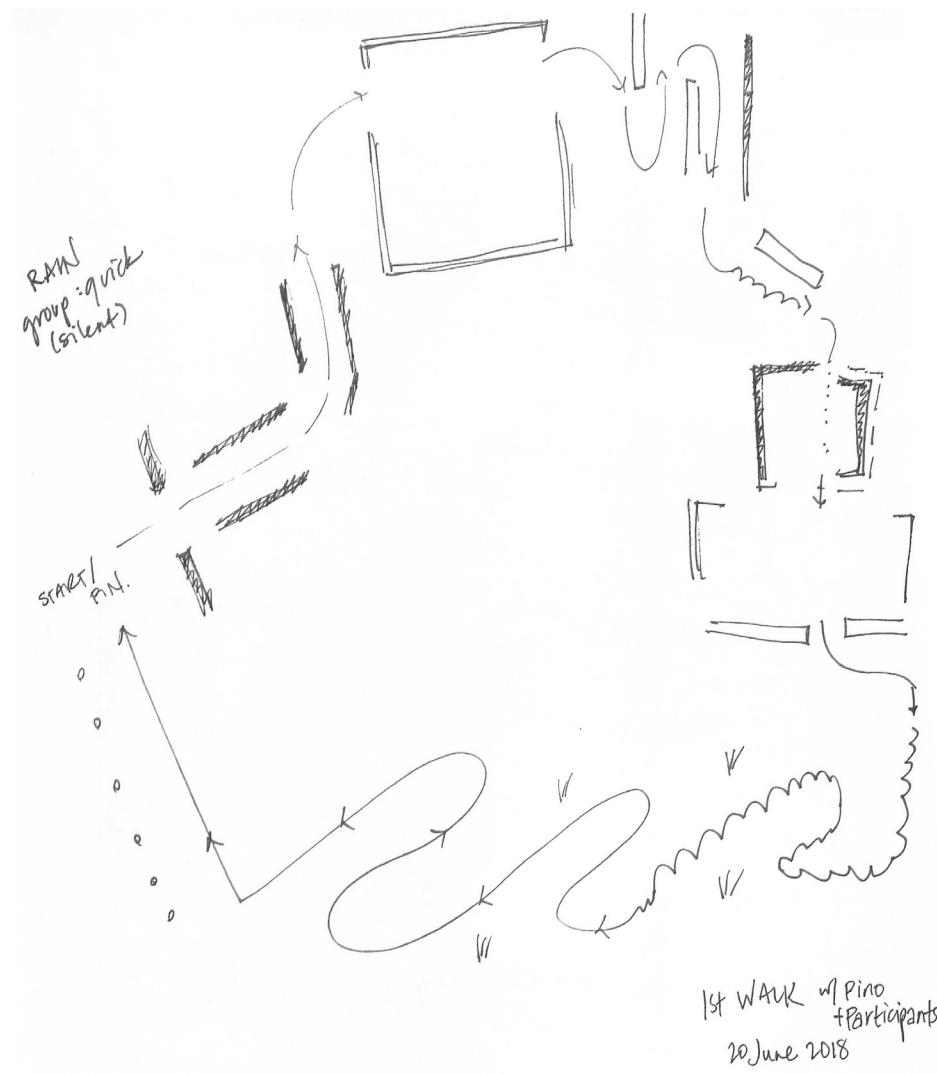 RAIN
group: quick
(silent)
START/
FIN.
1st WALK w/ Pino
+ Participants
20 June 2018